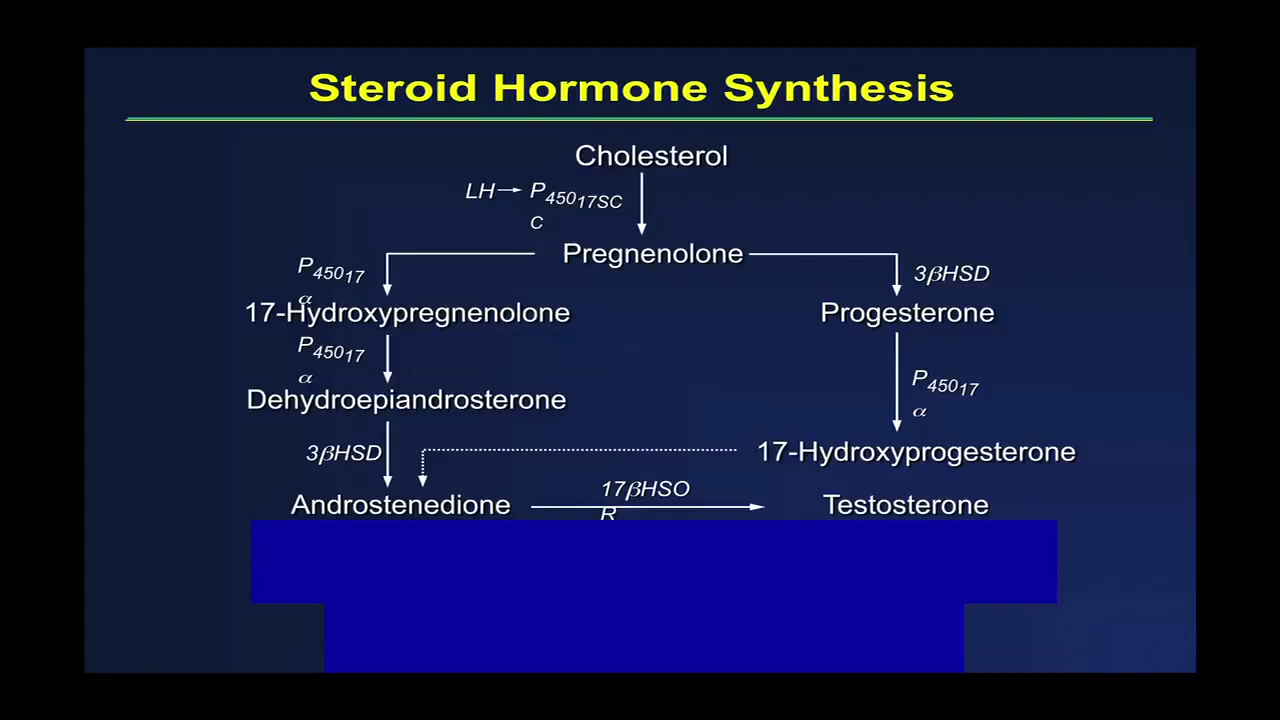 Steroid Hormone Synthesis
Cholesterol
LH→ P45017SC
C
Pregnenolone
P45017
α
3βHSD
17-Hydroxypregnenolone
Progesterone
P45017
α
P45017
α
Dehydroepiandrosterone
3βHSD
17-Hydroxyprogesterone
17βHSO
R
Androstenedione
Testosterone